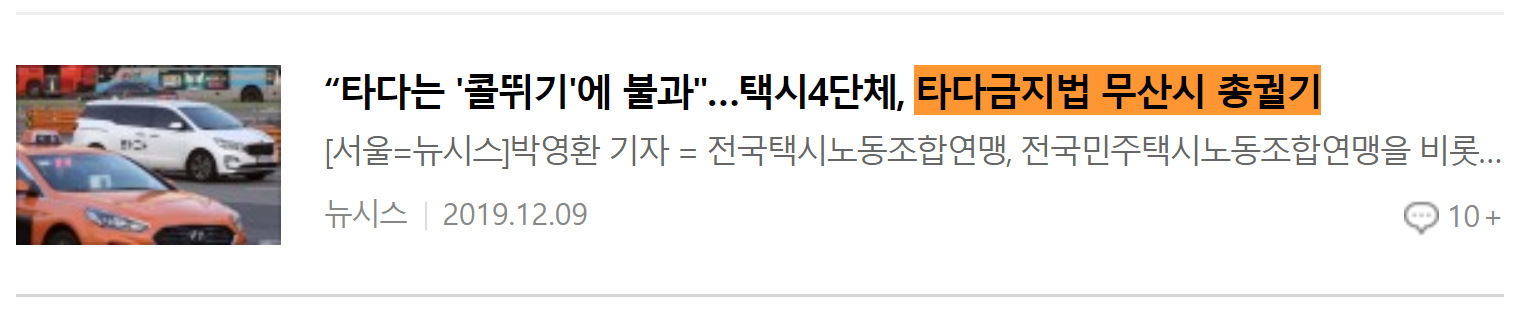 “타다는 '콜뛰기'에 불과"...택시4단체, 타다금지법 무산시 총궐기
[서울=뉴시스]박영환 기자 = 전국택시노동조합연맹, 전국민주택시노동조합연맹을 비롯...
뉴시스 | 2019.12.09
10+